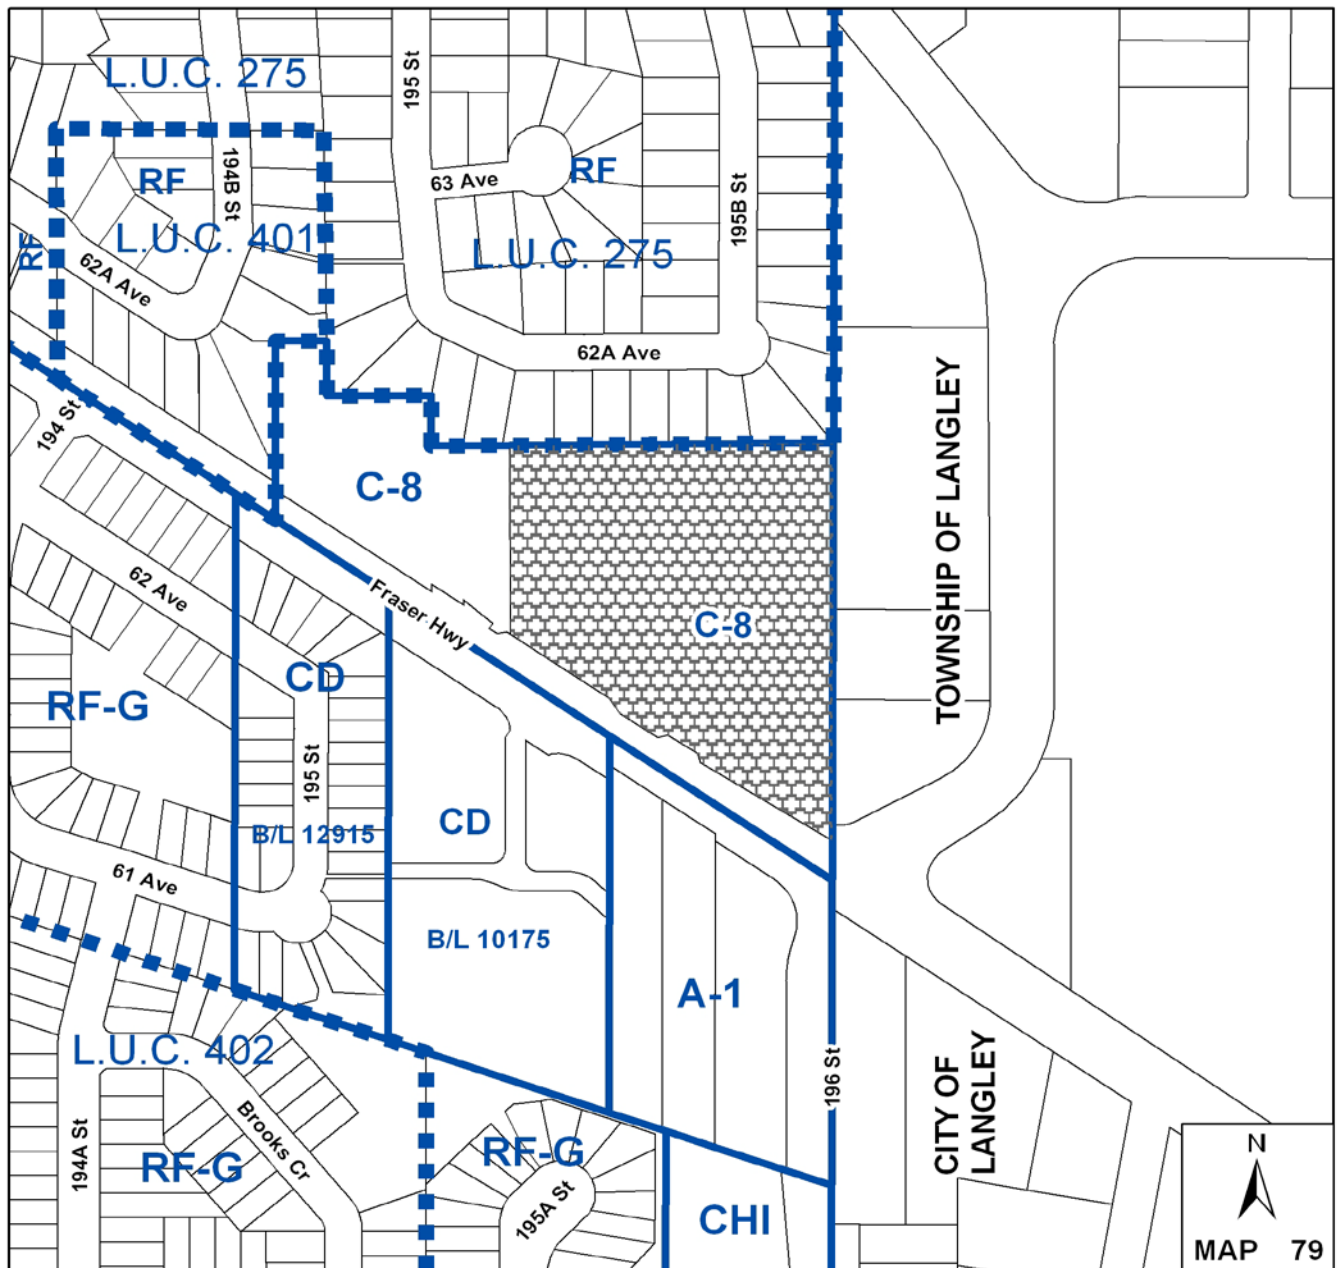 L.U.C. 275
195 St
RF
194B St
63 Ave
RF
195B St
L.U.C. 401
RF
L.U.C. 275
62A Ave
62A Ave
194 St
C-8
TOWNSHIP OF LANGLEY
62 Ave
Fraser Hwy
C-8
CD
RF-G
195 St
B/L 12915
CD
61 Ave
B/L 10175
A-1
L.U.C. 402
196 St
CITY OF
LANGLEY
194A St
Brooks Cr
RF-G
RF-G
195A St
CHI
N
MAP 79